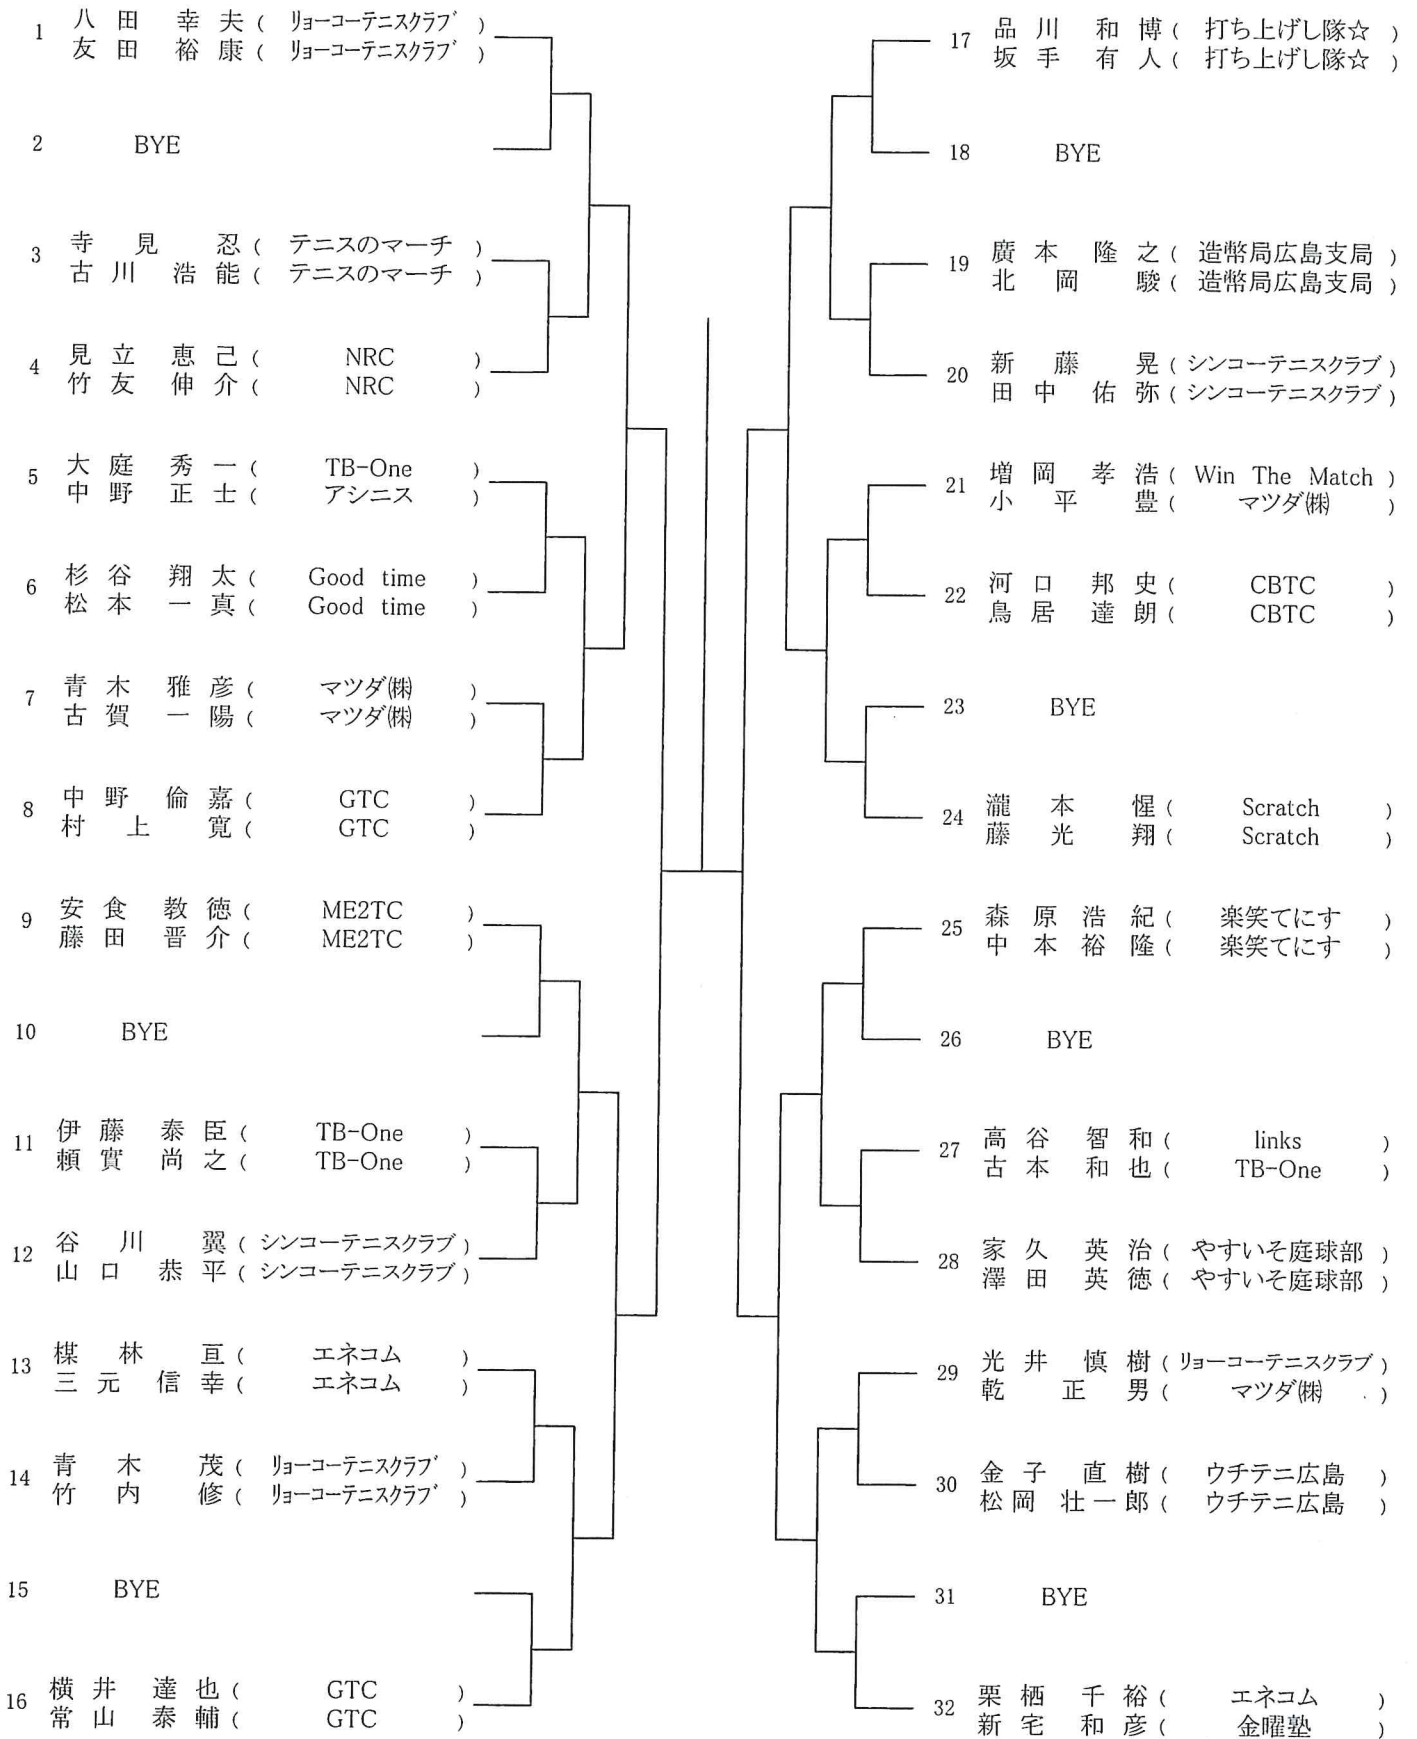 1 八田 幸夫 ( リョーコーテニスクラブ )
友田 裕康 ( リョーコーテニスクラブ )
2 BYE
3 寺見 忍 ( テニスのマーチ )
古川 浩能 ( テニスのマーチ )
4 見立 恵己 ( NRC )
竹友 伸介 ( NRC )
5 大庭 秀一 ( TB-One )
中野 正士 ( アシニス )
6 杉谷 翔太 ( Good time )
松本 一真 ( Good time )
7 青木 雅彦 ( マツダ㈱ )
古賀 一陽 ( マツダ㈱ )
8 中野 倫嘉 ( GTC )
村上 寛 ( GTC )
9 安食 教徳 ( ME2TC )
藤田 晋介 ( ME2TC )
10 BYE
11 伊藤 泰臣 ( TB-One )
頼實 尚之 ( TB-One )
12 谷川 翼 ( シンコーテニスクラブ )
山口 恭平 ( シンコーテニスクラブ )
13 楳林 亘 ( エネコム )
三元 信幸 ( エネコム )
14 青木 茂 ( リョーコーテニスクラブ )
竹内 修 ( リョーコーテニスクラブ )
15 BYE
16 横井 達也 ( GTC )
常山 泰輔 ( GTC )
17 品川 和博 ( 打ち上げし隊☆ )
坂手 有人 ( 打ち上げし隊☆ )
18 BYE
19 廣本 隆之 ( 造幣局広島支局 )
北岡 駿 ( 造幣局広島支局 )
20 新藤 晃 ( シンコーテニスクラブ )
田中 佑弥 ( シンコーテニスクラブ )
21 増岡 孝浩 ( Win The Match )
小平 豊 ( マツダ㈱ )
22 河口 邦史 ( CBTC )
鳥居 達朗 ( CBTC )
23 BYE
24 瀧本 惺 ( Scratch )
藤光 翔 ( Scratch )
25 森原 浩紀 ( 楽笑てにす )
中本 裕隆 ( 楽笑てにす )
26 BYE
27 高谷 智和 ( links )
古本 和也 ( TB-One )
28 家久 英治 ( やすいそ庭球部 )
澤田 英徳 ( やすいそ庭球部 )
29 光井 慎樹 ( リョーコーテニスクラブ )
乾 正男 ( マツダ㈱ )
30 金子 直樹 ( ウチテニ広島 )
松岡 壮一郎 ( ウチテニ広島 )
31 BYE
32 栗栖 千裕 ( エネコム )
新宅 和彦 ( 金曜塾 )